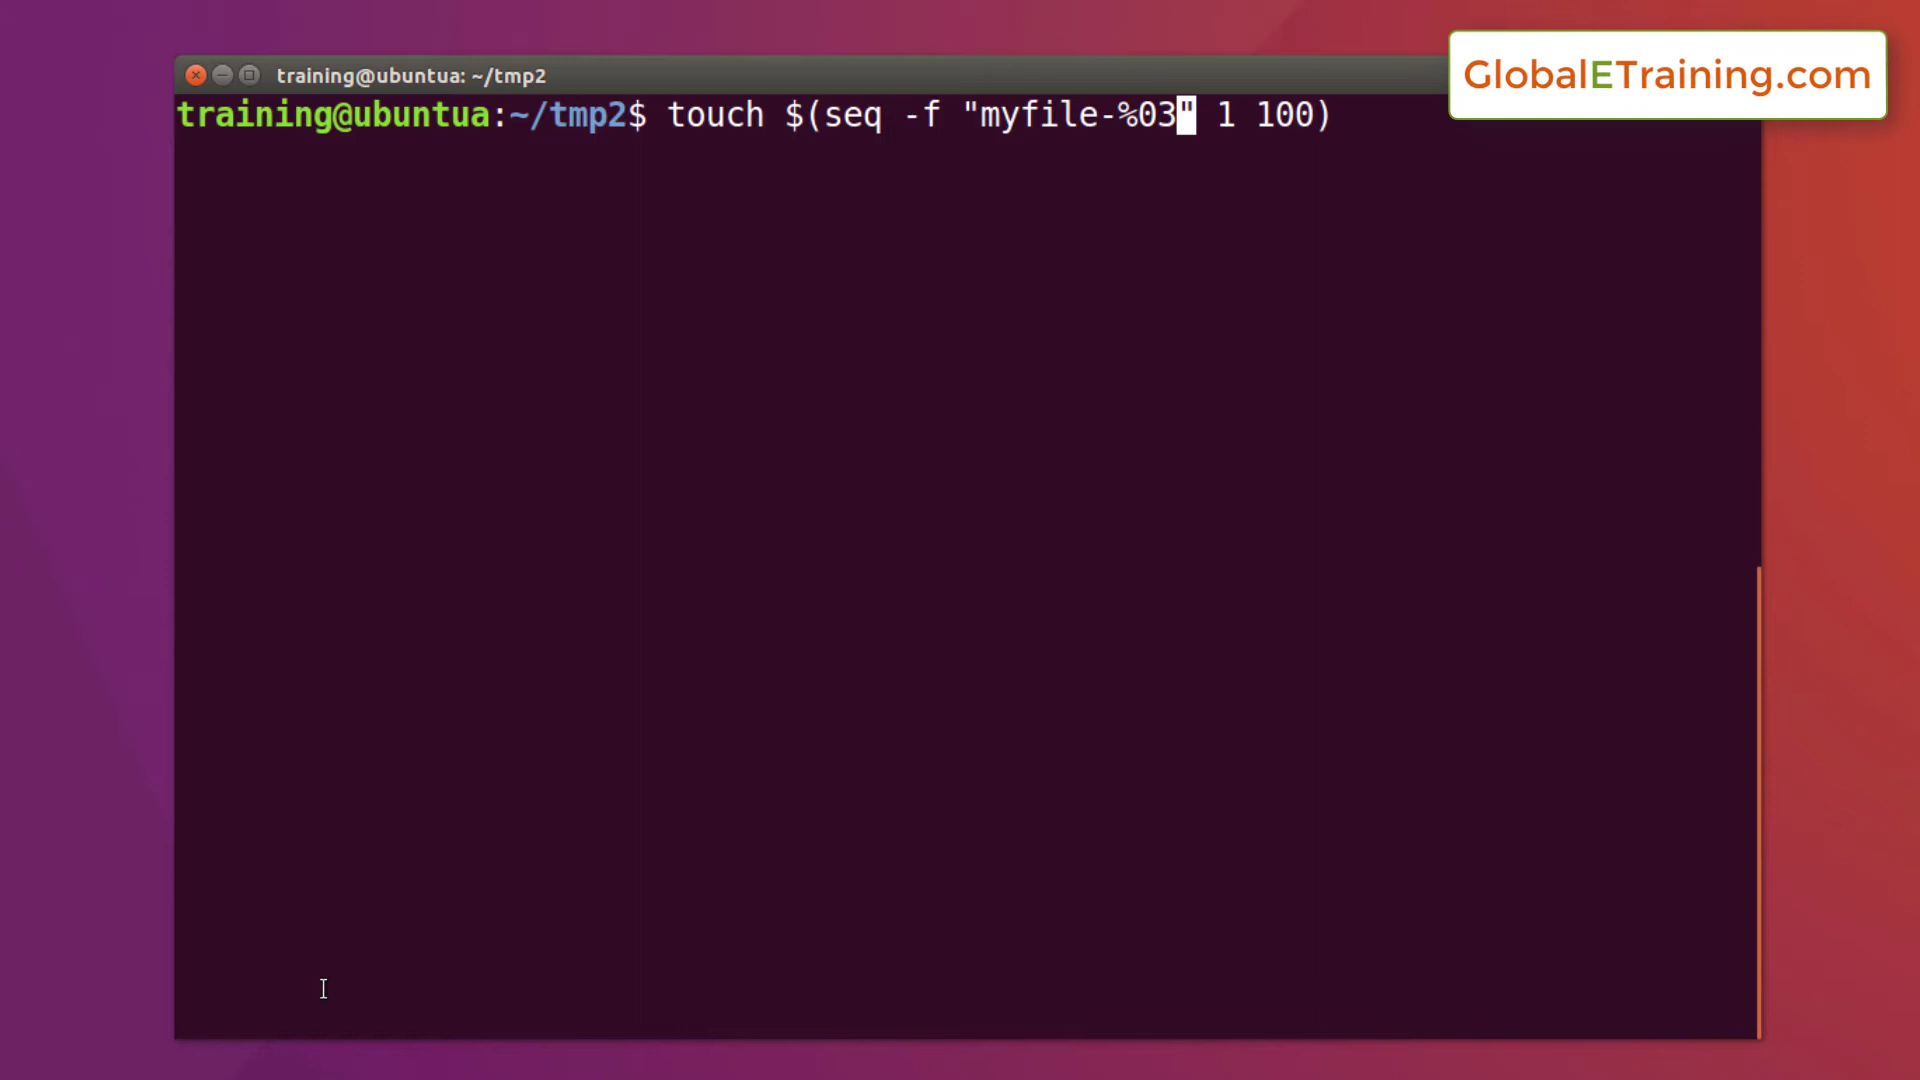 GlobalETraining.com
training@ubuntua: ~/tmp2
training@ubuntua:~/tmp2$ touch $(seq -f "myfile-%03" 1 100)